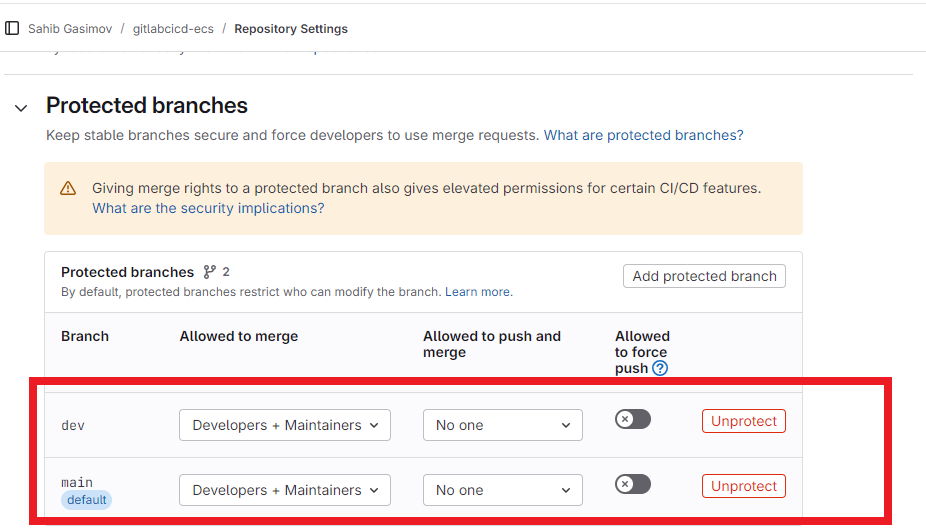 Sahib Gasimov / gitlabcicd-ecs / Repository Settings
Protected branches
Keep stable branches secure and force developers to use merge requests. What are protected branches?
Giving merge rights to a protected branch also gives elevated permissions for certain CI/CD features.
What are the security implications?
Protected branches 2
Add protected branch
By default, protected branches restrict who can modify the branch. Learn more.
Branch
Allowed to merge
Allowed to push and
merge
Allowed
to force
push ?
dev
Developers + Maintainers
No one
Unprotect
main
default
Developers + Maintainers
No one
Unprotect